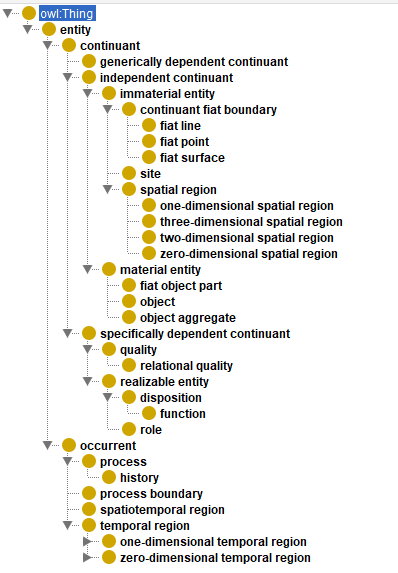 owl:Thing
entity
continuant
generically dependent continuant
independent continuant
immaterial entity
continuant fiat boundary
fiat line
fiat point
fiat surface
site
spatial region
one-dimensional spatial region
three-dimensional spatial region
two-dimensional spatial region
zero-dimensional spatial region
material entity
fiat object part
object
object aggregate
specifically dependent continuant
quality
relational quality
realizable entity
disposition
function
role
occurrent
process
history
process boundary
spatiotemporal region
temporal region
one-dimensional temporal region
zero-dimensional temporal region